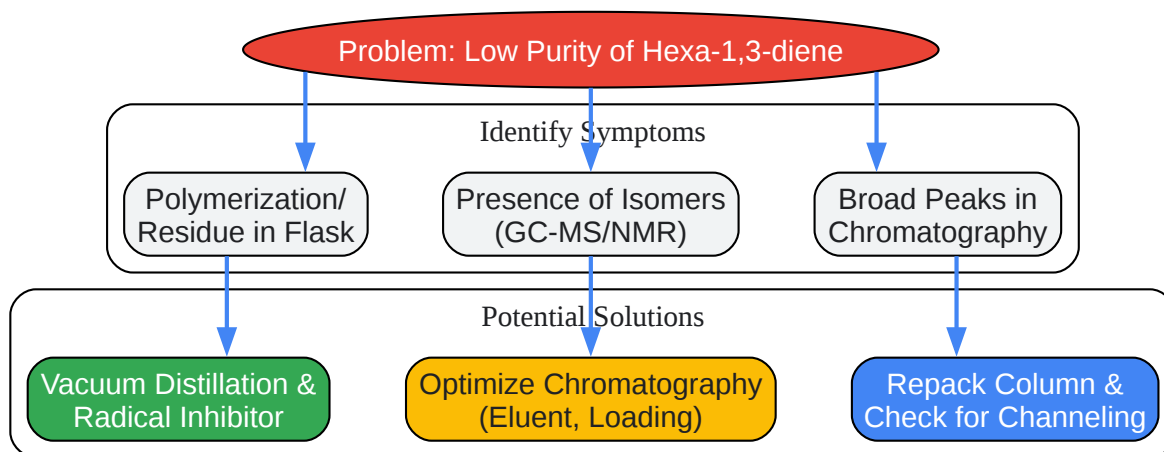 Problem: Low Purity of Hexa-1,3-diene
Identify Symptoms
Polymerization/
Residue in Flask
Presence of Isomers
(GC-MS/NMR)
Broad Peaks in
Chromatography
Potential Solutions
Vacuum Distillation &
Radical Inhibitor
Optimize Chromatography
(Eluent, Loading)
Repack Column &
Check for Channeling